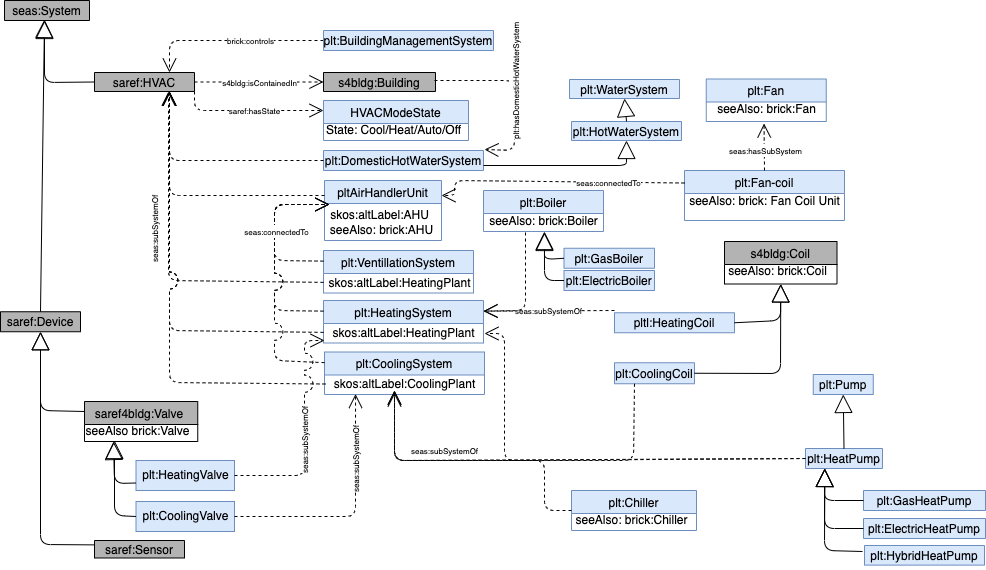 seas:System
plt:BuildingManagementSystem
brick:controls
saref:HVAC
s4bldg:isContainedIn
s4bldg:Building
plt:hasDomesticHotWaterSystem
plt:WaterSystem
plt:Fan
seeAlso: brick:Fan
saref:hasState
HVACModeState
State: Cool/Heat/Auto/Off
plt:HotWaterSystem
plt:DomesticHotWaterSystem
seas:hasSubSystem
seas:connectedTo
plt:Fan-coil
seeAlso: brick: Fan Coil Unit
pltAirHandlerUnit
skos:altLabel:AHU
seeAlso: brick:AHU
plt:Boiler
seeAlso: brick:Boiler
seas:subSystemOf
seas:connectedTo
plt:GasBoiler
plt:ElectricBoiler
s4bldg:Coil
seeAlso: brick:Coil
plt:VentillationSystem
skos:altLabel:HeatingPlant
plt:HeatingSystem
skos:altLabel:HeatingPlant
seas:subSystemOf
pltl:HeatingCoil
saref:Device
plt:CoolingSystem
skos:altLabel:CoolingPlant
plt:CoolingCoil
plt:Pump
saref4bldg:Valve
seeAlso brick:Valve
seas:subSystemOf
seas:subSystemOf
seas:subSystemOf
plt:HeatPump
plt:HeatingValve
plt:CoolingValve
plt:Chiller
seeAlso: brick:Chiller
plt:GasHeatPump
plt:ElectricHeatPump
plt:HybridHeatPump
saref:Sensor